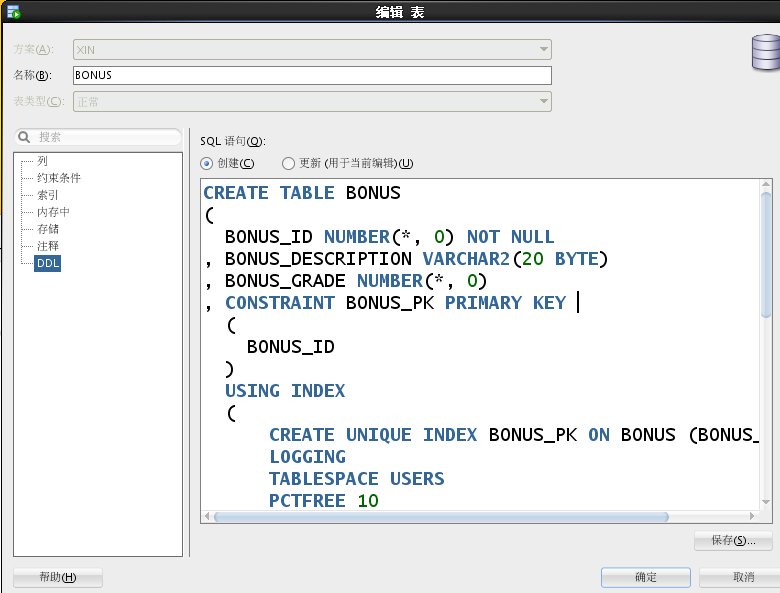 编辑 表
方案(A): XIN
名称(B): BONUS
表类型(C): 正常
搜索
列
约束条件
索引
内存中
存储
注释
DDL
SQL 语句(Q):
创建(C) 更新 (用于当前编辑)(U)
CREATE TABLE BONUS
(
BONUS_ID NUMBER(*, 0) NOT NULL
, BONUS_DESCRIPTION VARCHAR2(20 BYTE)
, BONUS_GRADE NUMBER(*, 0)
, CONSTRAINT BONUS_PK PRIMARY KEY
(
BONUS_ID
)
USING INDEX
(
CREATE UNIQUE INDEX BONUS_PK ON BONUS (BONUS_
LOGGING
TABLESPACE USERS
PCTFREE 10
保存(S)...
帮助(H) 确定 取消